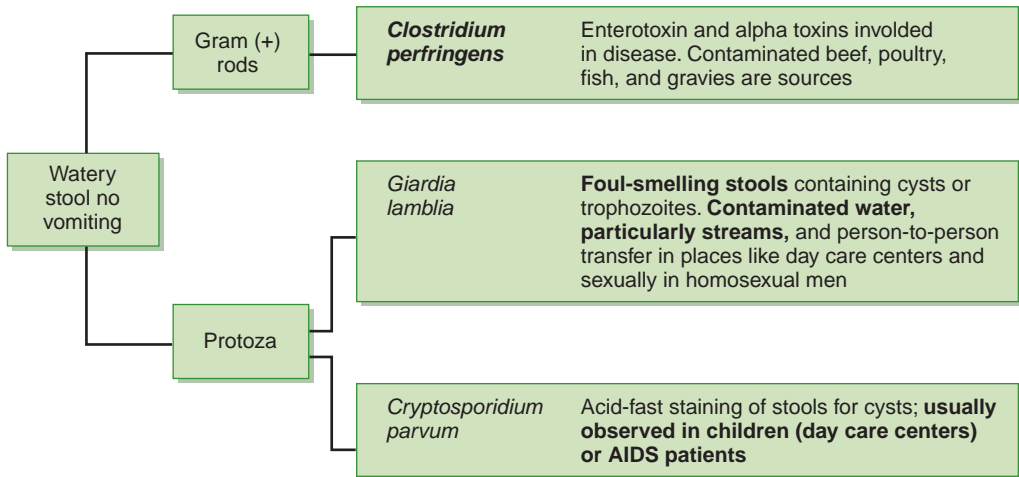 Gram (+)
rods
Clostridium
perfringens
Enterotoxin and alpha toxins involded
in disease. Contaminated beef, poultry,
fish, and gravies are sources
Watery
stool no
vomiting
Giardia
lamblia
Foul-smelling stools containing cysts or
trophozoites. Contaminated water,
particularly streams, and person-to-person
transfer in places like day care centers and
sexually in homosexual men
Protoza
Cryptosporidium
parvum
Acid-fast staining of stools for cysts; usually
observed in children (day care centers)
or AIDS patients